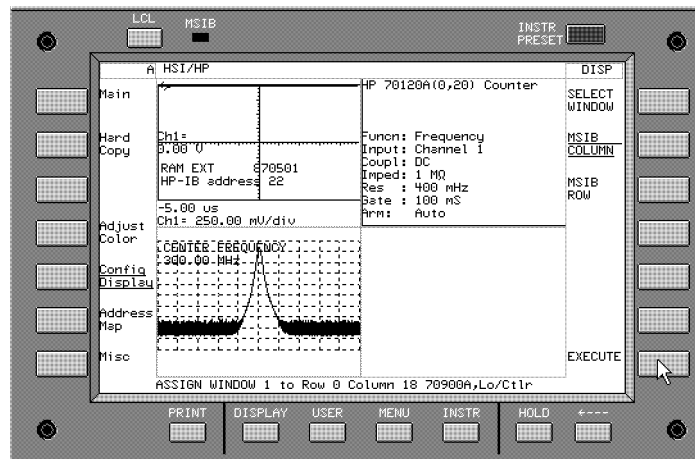 LCL
MSIB
INSTR
PRESET
A HSI/HP
DISP
Main
Hard
Copy
Adjust
Color
Config
Display
Address
Map
Misc
Ch1=
0.00 V
RAM EXT 870501
HP-IB address 22
-5.00 us
Ch1= 250.00 mV/div
HP 70120A(0,20) Counter
Funcn: Frequency
Input: Channel 1
Coupl: DC
Imped: 1 MΩ
Res : 400 mHz
Gate : 100 mS
Arm: Auto
CENTER FREQUENCY
300.00 MHz
SELECT
WINDOW
MSIB
COLUMN
MSIB
ROW
EXECUTE
ASSIGN WINDOW 1 to Row 0 Column 18 70900A,Lo/Ctlr
PRINT
DISPLAY
USER
MENU
INSTR
HOLD
←---